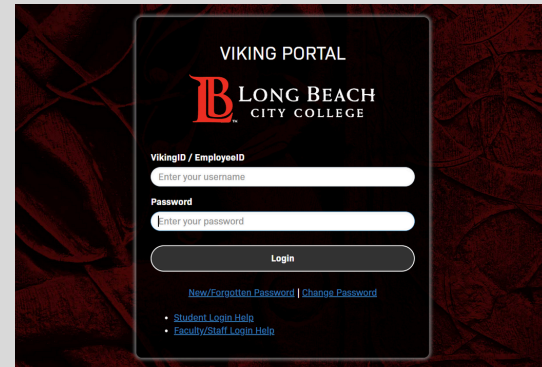 VIKING PORTAL
LB LONG BEACH
CITY COLLEGE
VikingID / EmployeeID
Enter your username
Password
Enter your password
Login
New/Forgotten Password | Change Password
• Student Login Help
• Faculty/Staff Login Help